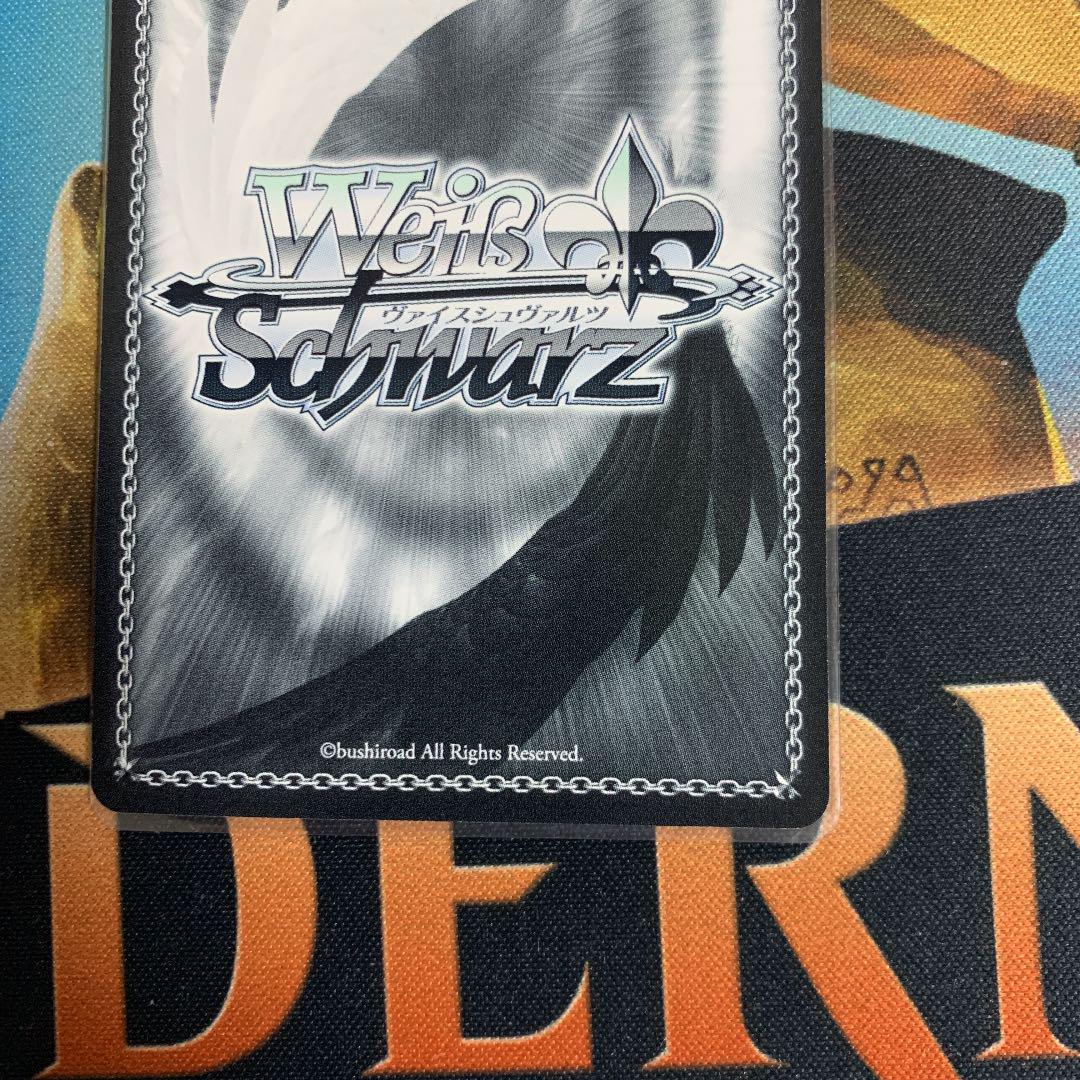 Weiß
ヴァイスシュヴァルツ
Schwarz
©bushiroad All Rights Reserved.
DERN